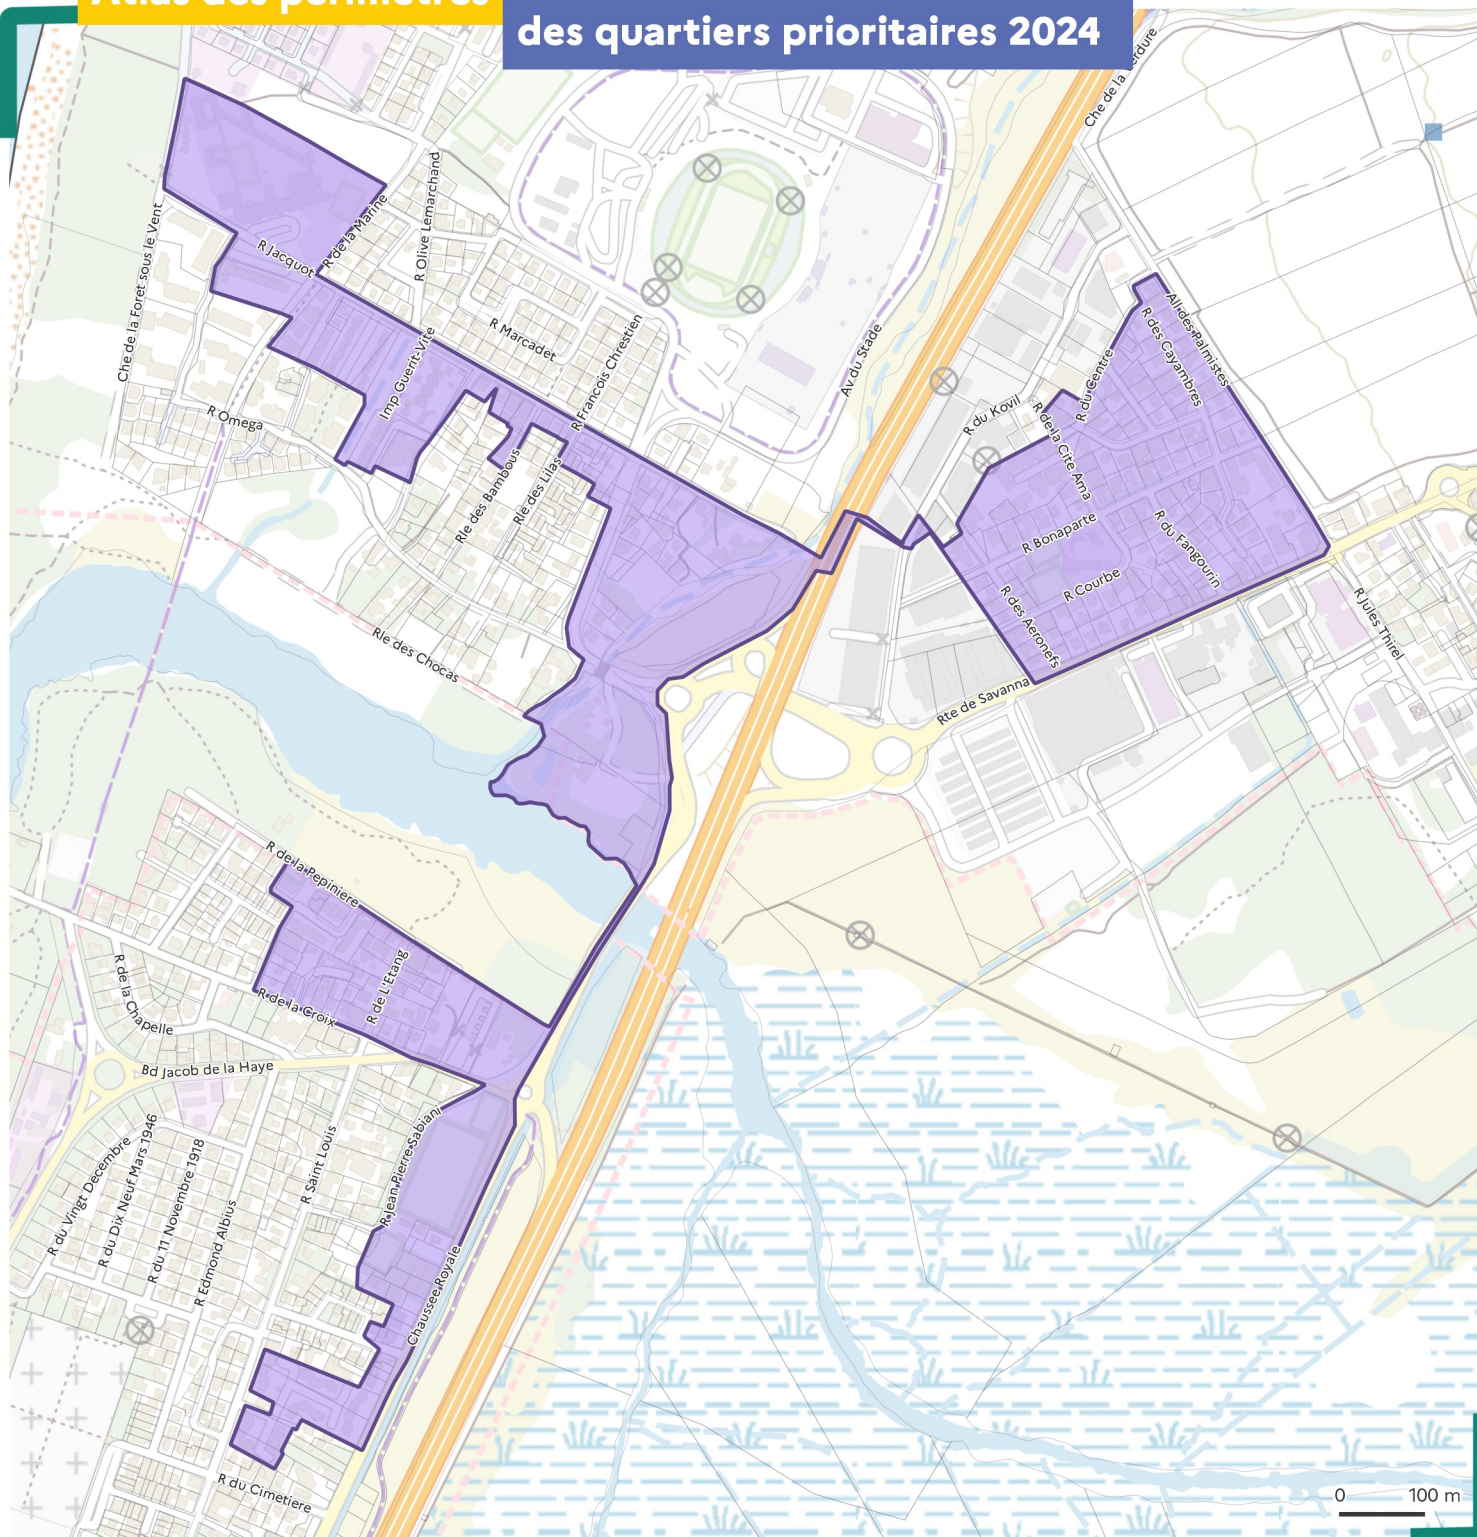 Atlas des périmètres
des quartiers prioritaires 2024
R de la Marine
R Jacquot
R Olive Lemarchand
Che de la Foret sous le Vent
R Marcadet
R Francois Chrestien
Imp Guerit-Vite
R Omega
Rle des Bambous
Rle des Lilas
Rle des Chocas
Av du Stade
R du Kovil
R du Centre
R de la Cite Ama
R des Cayambres
All des Palmistes
R Bonaparte
R Courbe
R du Fangourin
R des Aeronefs
Rte de Savanna
R Jules Thirel
R de la Pepiniere
R de L'Etang
R de la Croix
R de la Chapelle
Bd Jacob de la Haye
R du Vingt Decembre
R du Dix Neuf Mars 1946
R du 11 Novembre 1918
R Edmond Albius
R Saint Louis
R Jean Pierre Sabiani
Chaussee Royale
R du Cimetiere
0 100 m